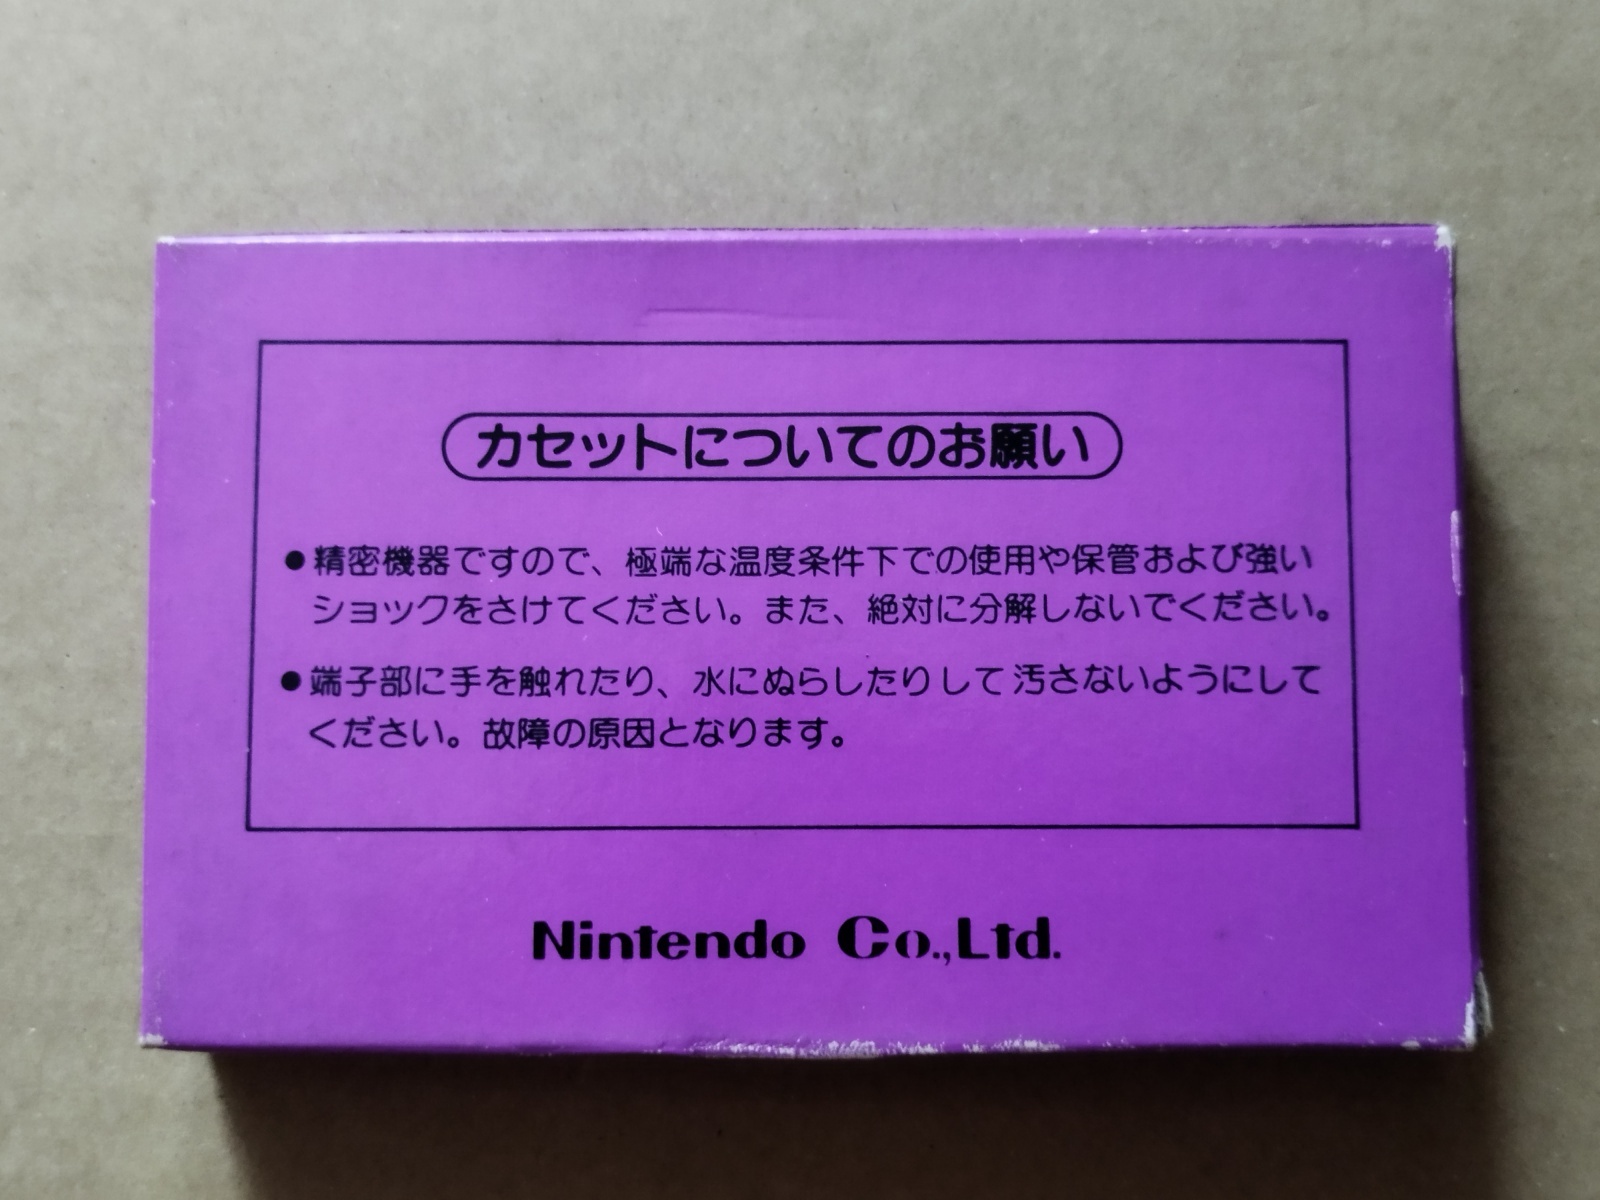 カセットについてのお願い
●精密機器ですので、極端な温度条件下での使用や保管および強い
ショックをさけてください。また、絶対に分解しないでください。
●端子部に手を触れたり、水にぬらしたりして汚さないようにして
ください。故障の原因となります。
Nintendo Co.,Ltd.